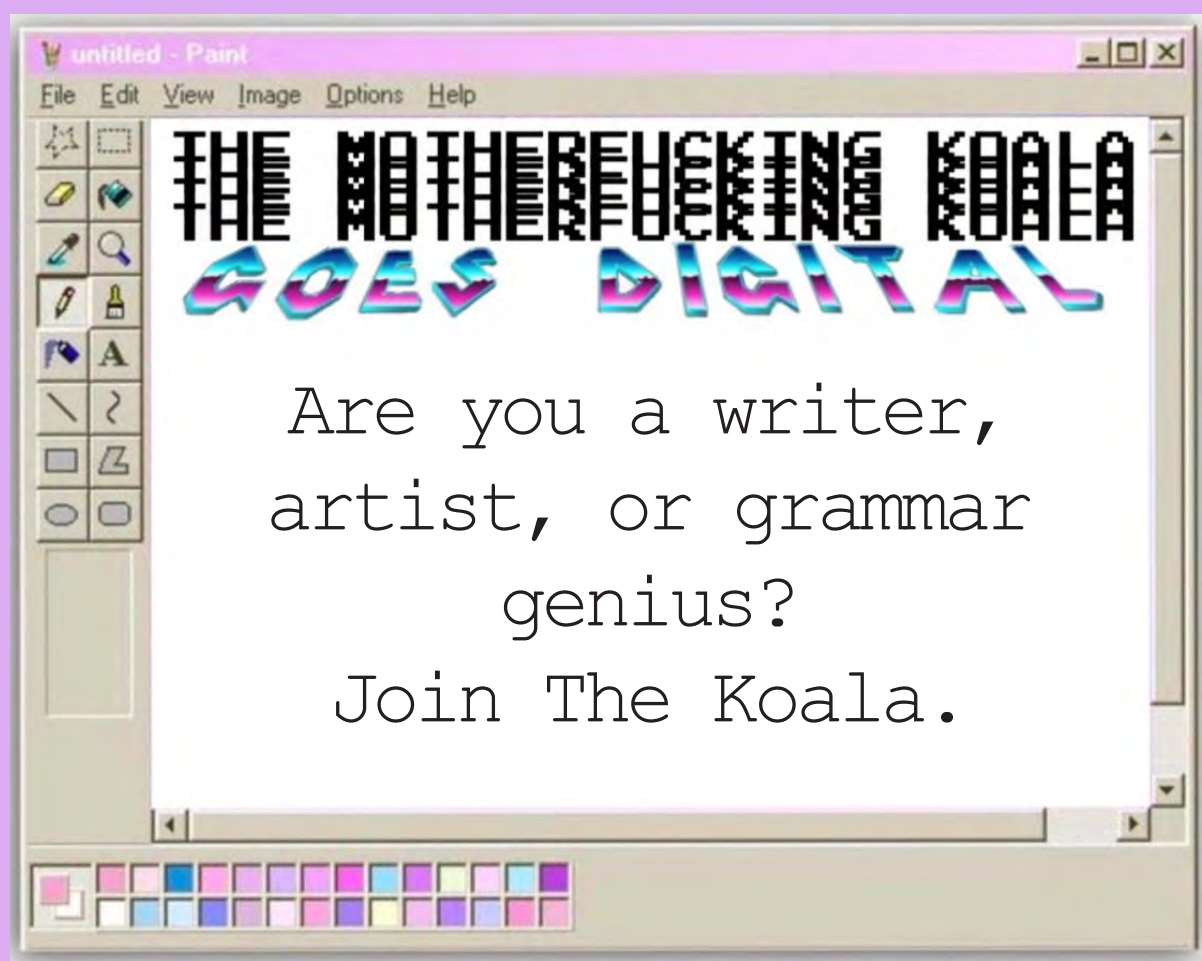 untitled - Paint
File Edit View Image Options Help
A
THE MOTHERFUCKING KOALA
GOES DIGITAL
Are you a writer,
artist, or grammar
genius?
Join The Koala.